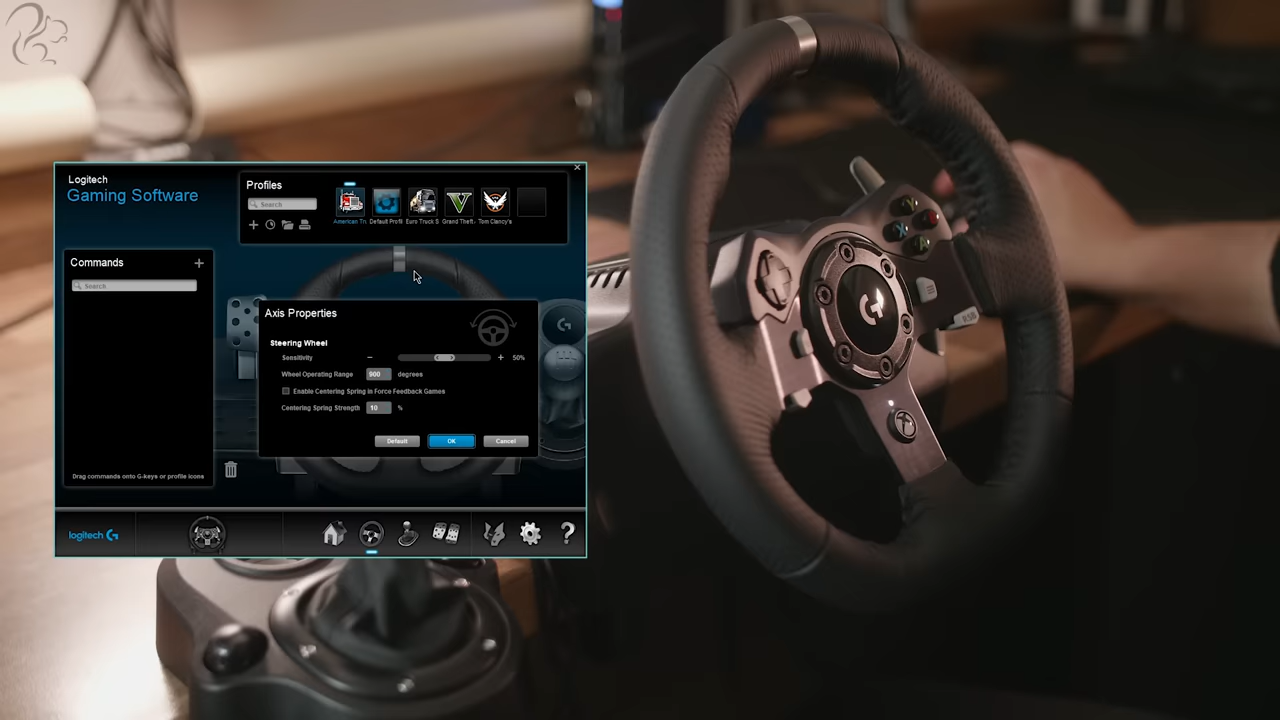 Logitech
Gaming Software
Profiles
Search
American Tr
Default Profil
Euro Truck S
Grand Theft
Tom Clancy's
Commands
Search
Axis Properties
Steering Wheel
Sensitivity
50%
Wheel Operating Range 900 degrees
Enable Centering Spring in Force Feedback Games
Centering Spring Strength 10 %
Default OK Cancel
Drag commands onto G-keys or profile icons
logitech G
Y
X
A